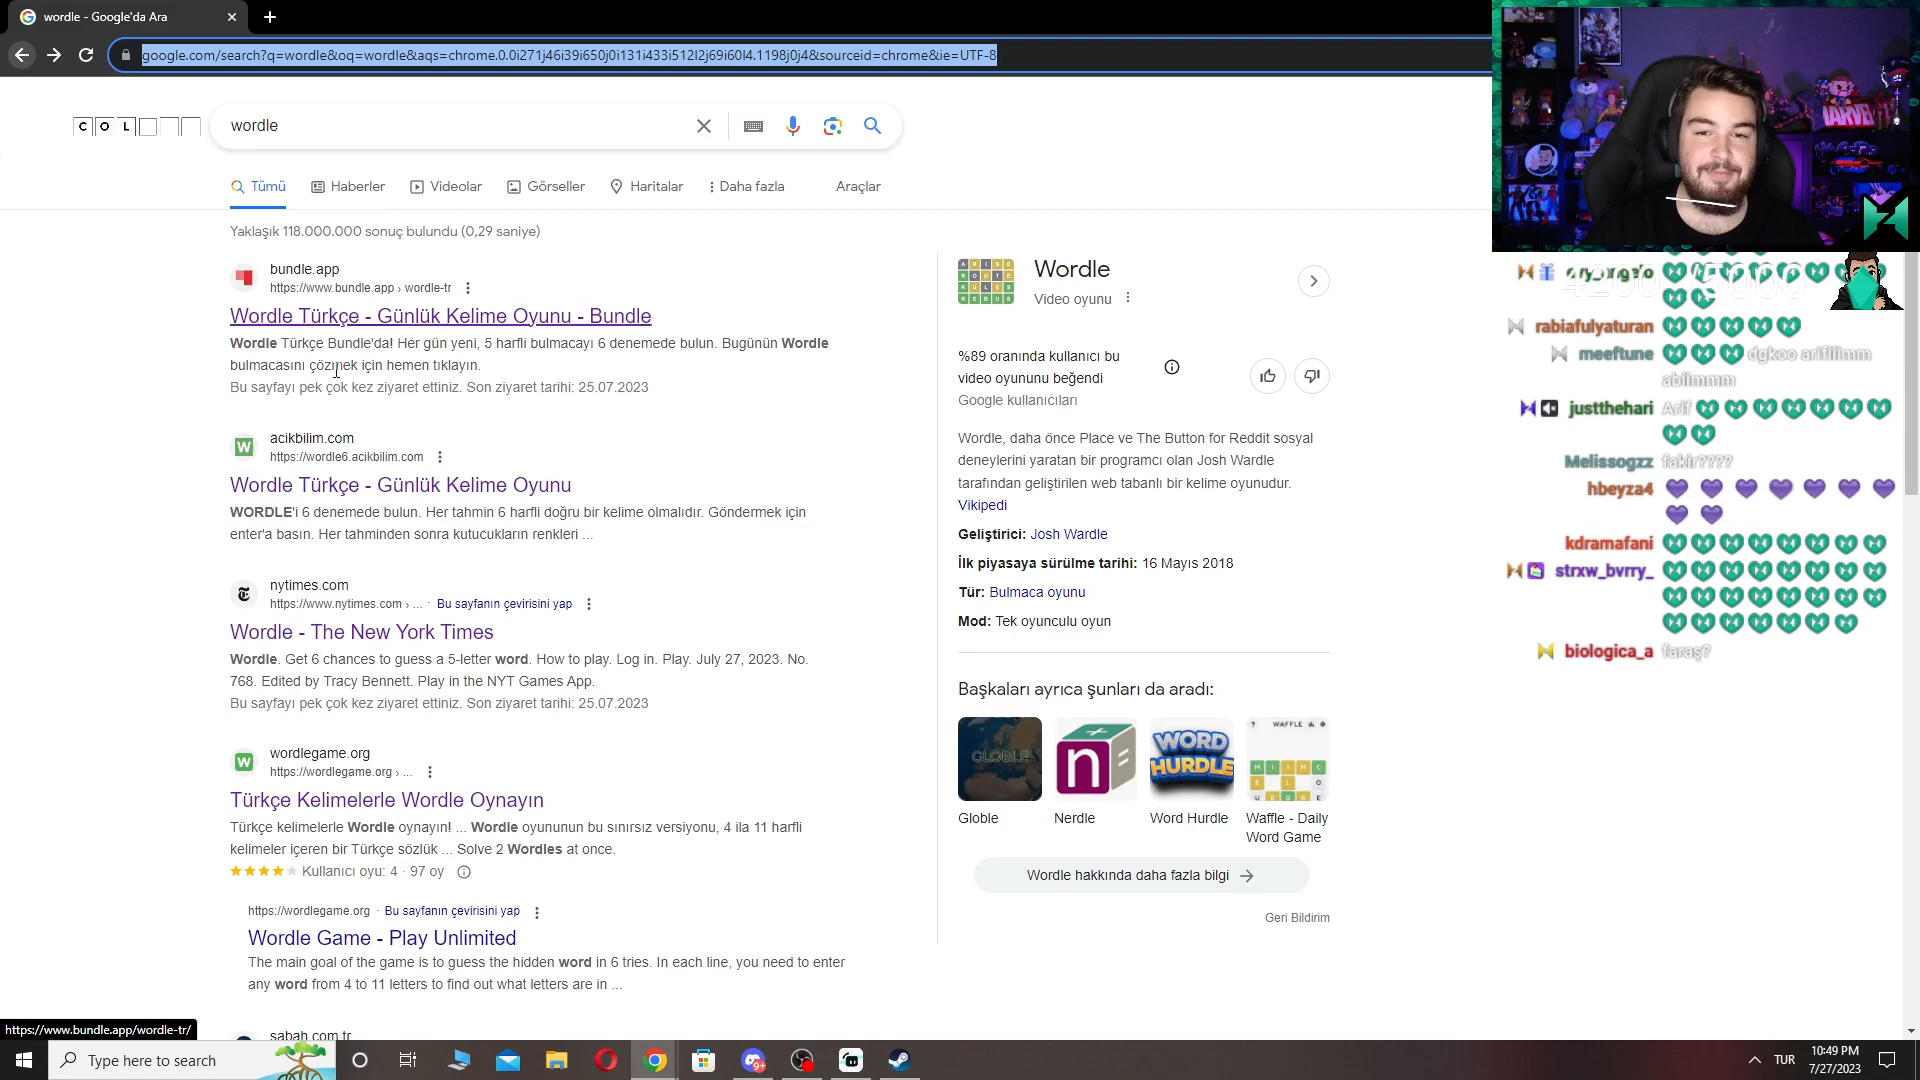 wordle - Google'da Ara
google.com/search?q=wordle&oq=wordle&aqs=chrome.0.0i271j46i39i650j0i131i433i512l2j69i60l4.1198j0j4&sourceid=chrome&ie=UTF-8
C O L
wordle
Tümü Haberler Videolar Görseller Haritalar Daha fazla Araçlar
Yaklaşık 118.000.000 sonuç bulundu (0,29 saniye)
bundle.app
https://www.bundle.app › wordle-tr
Wordle Türkçe - Günlük Kelime Oyunu - Bundle
Wordle Türkçe Bundle'da! Her gün yeni, 5 harfli bulmacayı 6 denemede bulun. Bugünün Wordle
bulmacasını çözmek için hemen tıklayın.
Bu sayfayı pek çok kez ziyaret ettiniz. Son ziyaret tarihi: 25.07.2023
acikbilim.com
https://wordle6.acikbilim.com
Wordle Türkçe - Günlük Kelime Oyunu
WORDLE'i 6 denemede bulun. Her tahmin 6 harfli doğru bir kelime olmalıdır. Göndermek için
enter'a basın. Her tahminden sonra kutucukların renkleri ...
nytimes.com
https://www.nytimes.com › ... · Bu sayfanın çevirisini yap
Wordle - The New York Times
Wordle. Get 6 chances to guess a 5-letter word. How to play. Log in. Play. July 27, 2023. No.
768. Edited by Tracy Bennett. Play in the NYT Games App.
Bu sayfayı pek çok kez ziyaret ettiniz. Son ziyaret tarihi: 25.07.2023
wordlegame.org
https://wordlegame.org › ...
Türkçe Kelimelerle Wordle Oynayın
Türkçe kelimelerle Wordle oynayın! ... Wordle oyununun bu sınırsız versiyonu, 4 ila 11 harfli
kelimeler içeren bir Türkçe sözlük ... Solve 2 Wordles at once.
Kullanıcı oyu: 4 · 97 oy
https://wordlegame.org · Bu sayfanın çevirisini yap
Wordle Game - Play Unlimited
The main goal of the game is to guess the hidden word in 6 tries. In each line, you need to enter
any word from 4 to 11 letters to find out what letters are in ...
sabah.com.tr
https://www.bundle.app/wordle-tr/
ARISE
ROUTE
RULES
REBUS
Wordle
Video oyunu
%89 oranında kullanıcı bu
video oyununu beğendi
Google kullanıcıları
Wordle, daha önce Place ve The Button for Reddit sosyal
deneylerini yaratan bir programcı olan Josh Wardle
tarafından geliştirilen web tabanlı bir kelime oyunudur.
Vikipedi
Geliştirici: Josh Wardle
İlk piyasaya sürülme tarihi: 16 Mayıs 2018
Tür: Bulmaca oyunu
Mod: Tek oyunculu oyun
Başkaları ayrıca şunları da aradı:
GLOBLE
n
WORD
HURDLE
WAFFLE
Globle
Nerdle
Word Hurdle
Waffle - Daily
Word Game
Wordle hakkında daha fazla bilgi
Geri Bildirim
MARVEL
rabiafulyaturan
meeftune dgkoo arifiiimm
abiimmm
justthehari Arif
Melissogzz fakir????
hbeyza4
kdramafani
strxw_bvrry_
biologica_a faraş?
Type here to search
9+
TUR
10:49 PM
7/27/2023